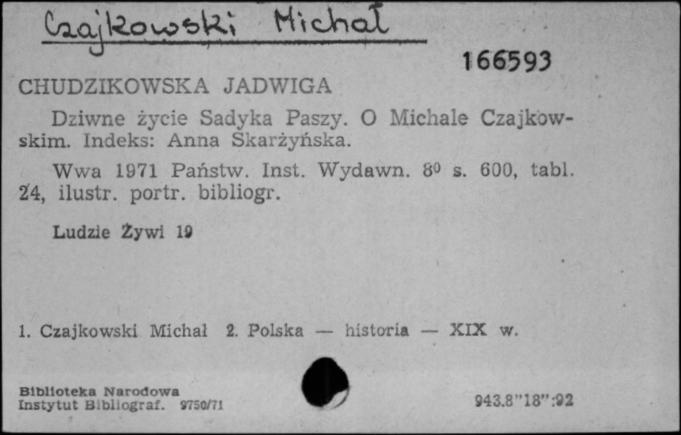 Czajkowski Michał
166593
CHUDZIKOWSKA JADWIGA
Dziwne życie Sadyka Paszy. O Michale Czajkow-
skim. Indeks: Anna Skarżyńska.
Wwa 1971 Państw. Inst. Wydawn. 8⁰ s. 600, tabl.
24, ilustr. portr. bibliogr.
Ludzie Żywi 19
1. Czajkowski Michał 2. Polska — historia — XIX w.
Biblioteka Narodowa
Instytut Bibliograf. 9750/71
943.8"18":92